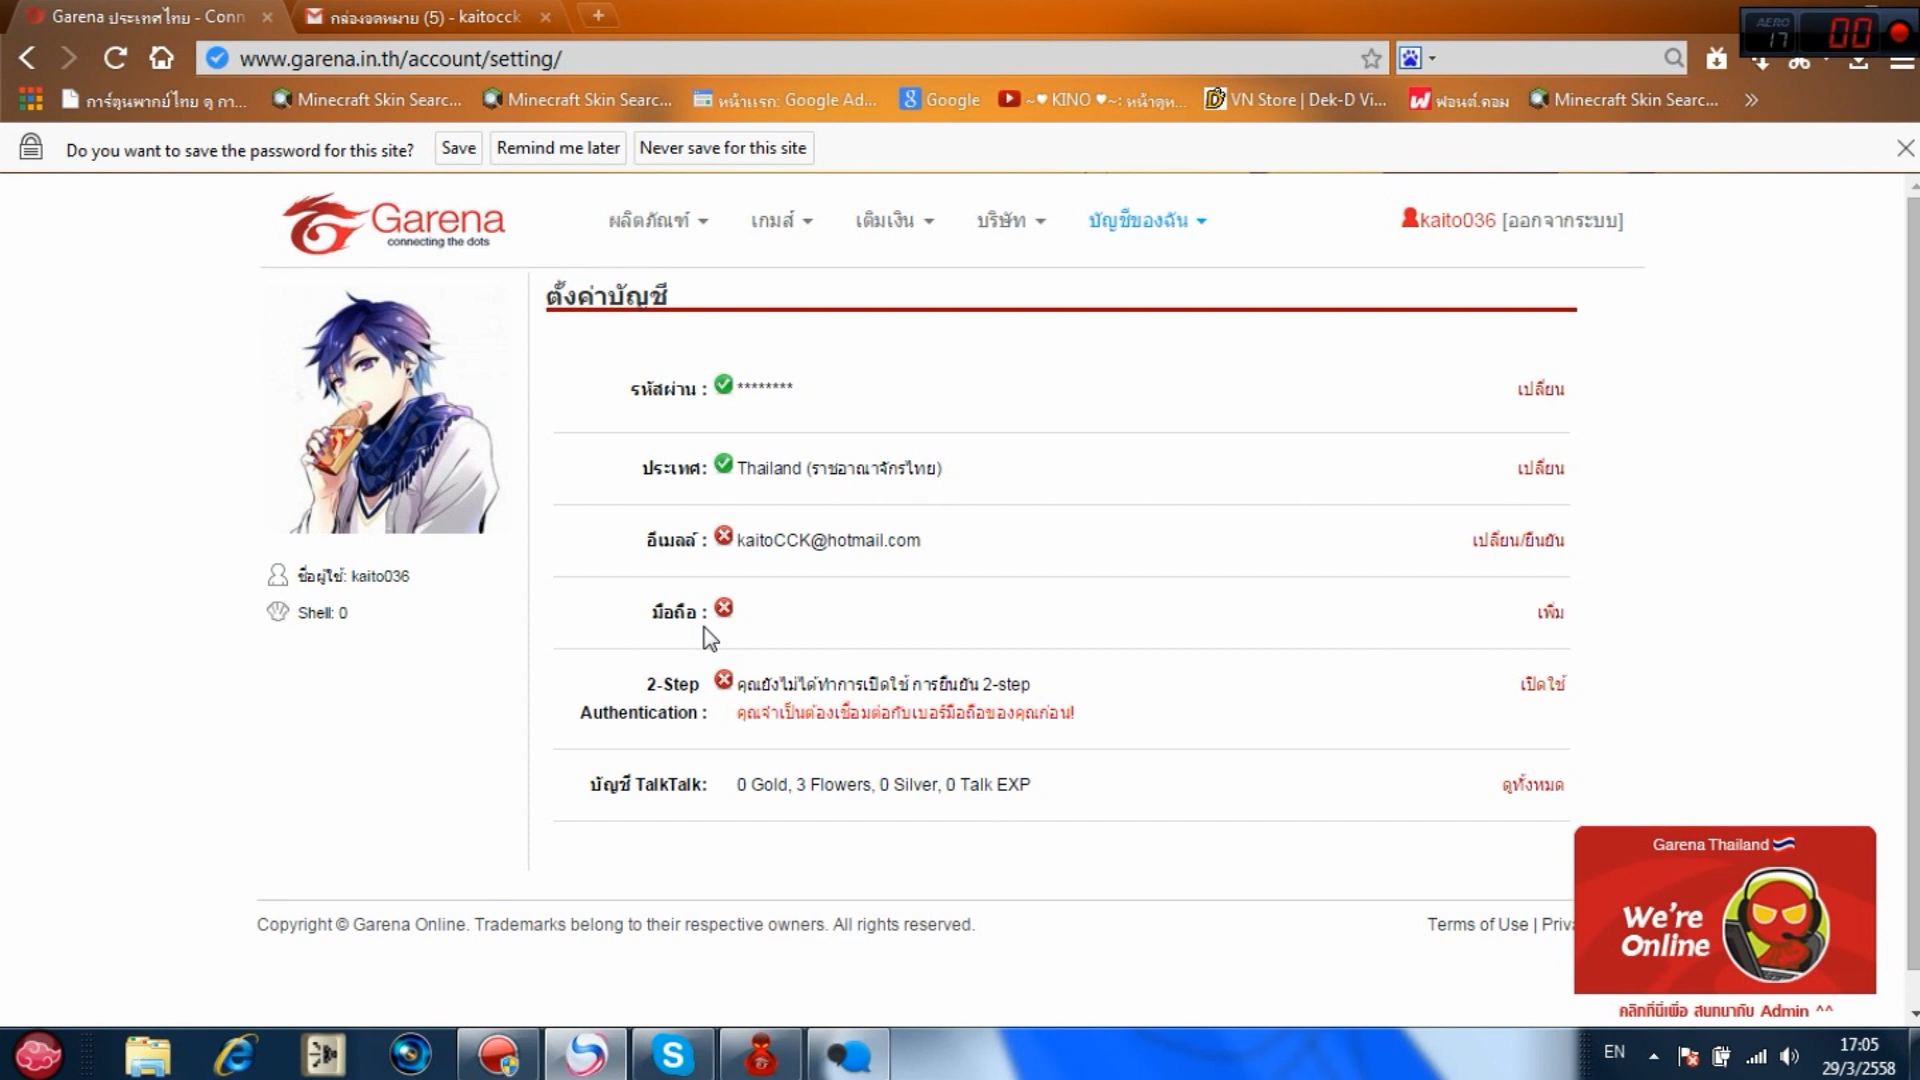 Garena ประเทศไทย - Conn
กล่องจดหมาย (5) - kaitocck
AERO
17
00
www.garena.in.th/account/setting/
การ์ตูนพากย์ไทย ดู กา...
Minecraft Skin Searc...
Minecraft Skin Searc...
หน้าแรก: Google Ad...
Google
~♥ KINO ♥~: หน้าสุท...
VN Store | Dek-D Vi...
ฟอนต์.คอม
Minecraft Skin Searc...
Do you want to save the password for this site?
Save
Remind me later
Never save for this site
Garena
connecting the dots
ผลิตภัณฑ์
เกมส์
เติมเงิน
บริษัท
บัญชีของฉัน
kaito036 [ออกจากระบบ]
ตั้งค่าบัญชี
รหัสผ่าน : ********
เปลี่ยน
ประเทศ: Thailand (ราชอาณาจักรไทย)
เปลี่ยน
อีเมลล์ : kaitoCCK@hotmail.com
เปลี่ยน/ยืนยัน
ชื่อผู้ใช้: kaito036
Shell: 0
มือถือ :
เพิ่ม
2-Step Authentication :
คุณยังไม่ได้ทำการเปิดใช้ การยืนยัน 2-step
คุณจำเป็นต้องเชื่อมต่อกับเบอร์มือถือของคุณก่อน!
เปิดใช้
บัญชี TalkTalk: 0 Gold, 3 Flowers, 0 Silver, 0 Talk EXP
ดูทั้งหมด
Garena Thailand
We're
Online
คลิกที่นี่เพื่อ สนทนากับ Admin ^^
Copyright © Garena Online. Trademarks belong to their respective owners. All rights reserved.
Terms of Use | Priva
EN
17:05
29/3/2558